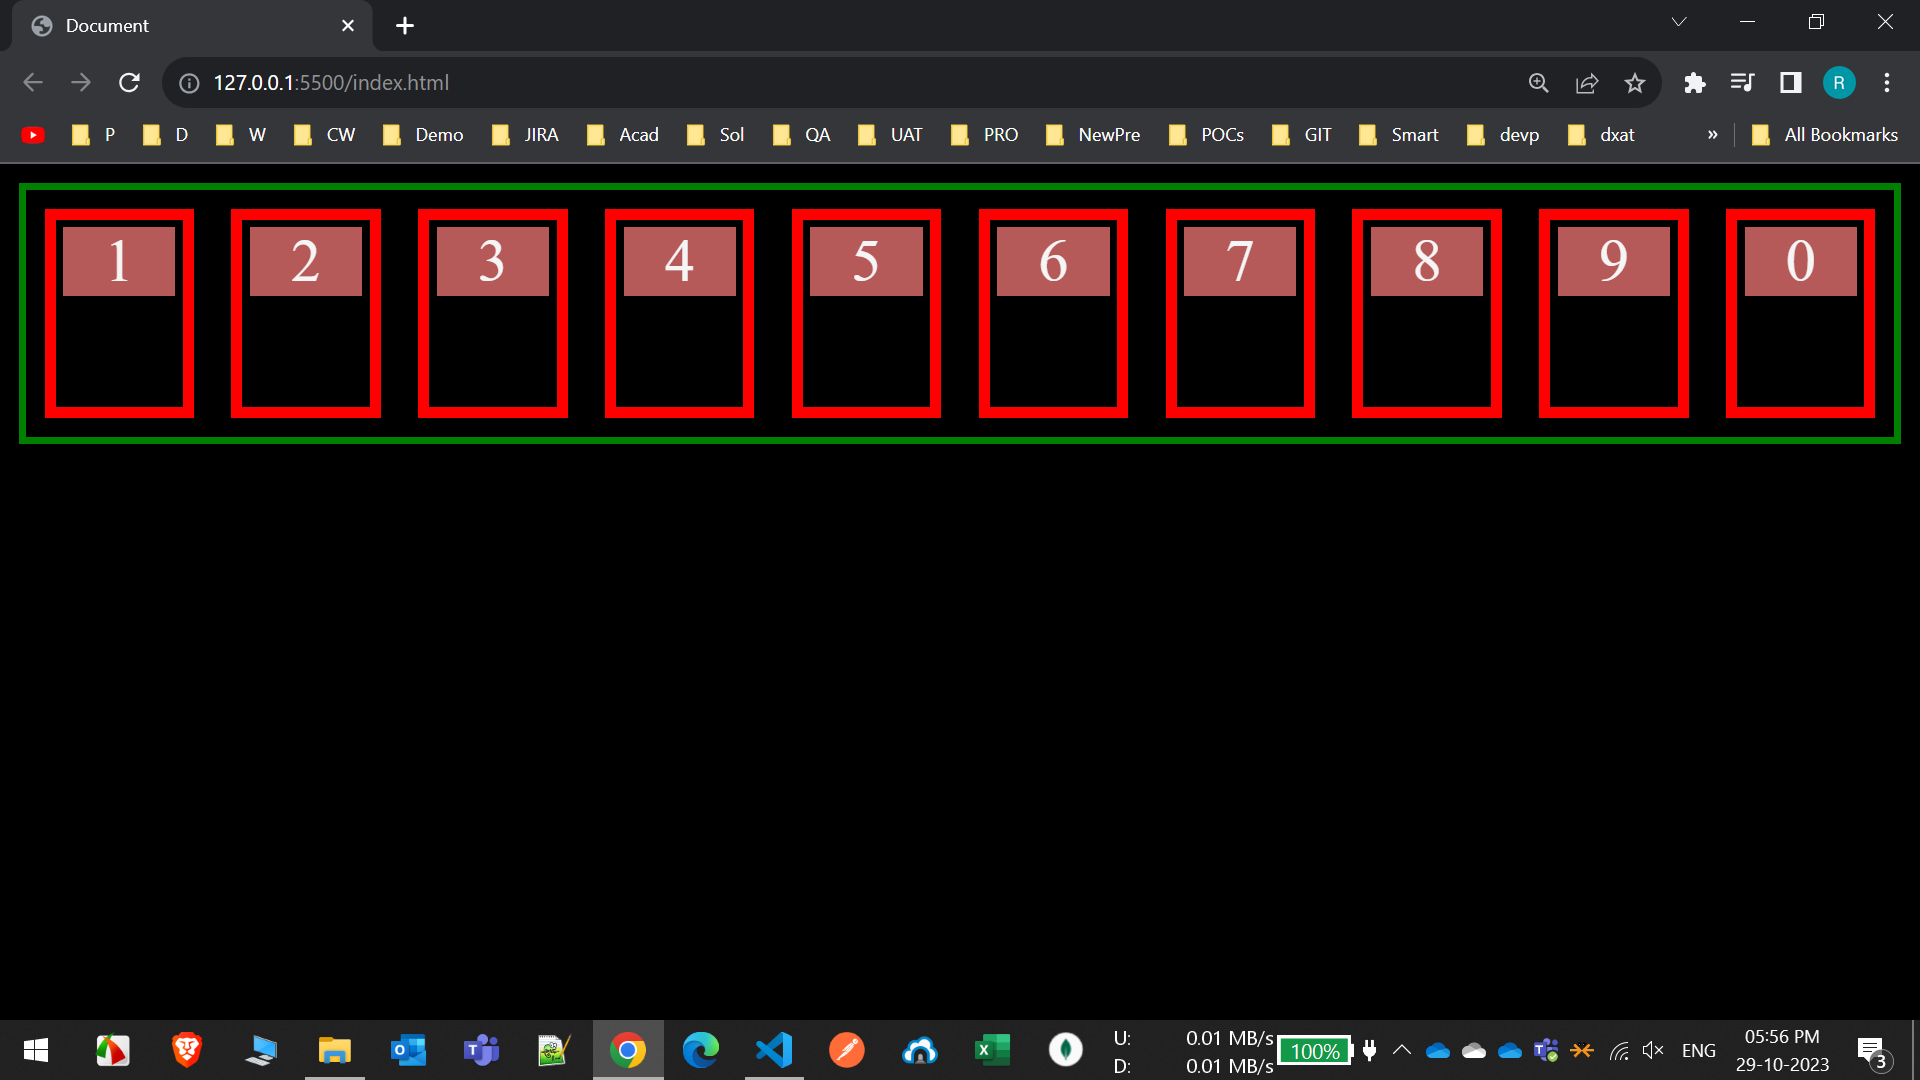 Document
127.0.0.1:5500/index.html
R
P D W CW Demo JIRA Acad Sol QA UAT PRO NewPre POCs GIT Smart devp dxat » All Bookmarks
1 2 3 4 5 6 7 8 9 0
U: 0.01 MB/s
D: 0.01 MB/s
100%
ENG
05:56 PM
29-10-2023
3